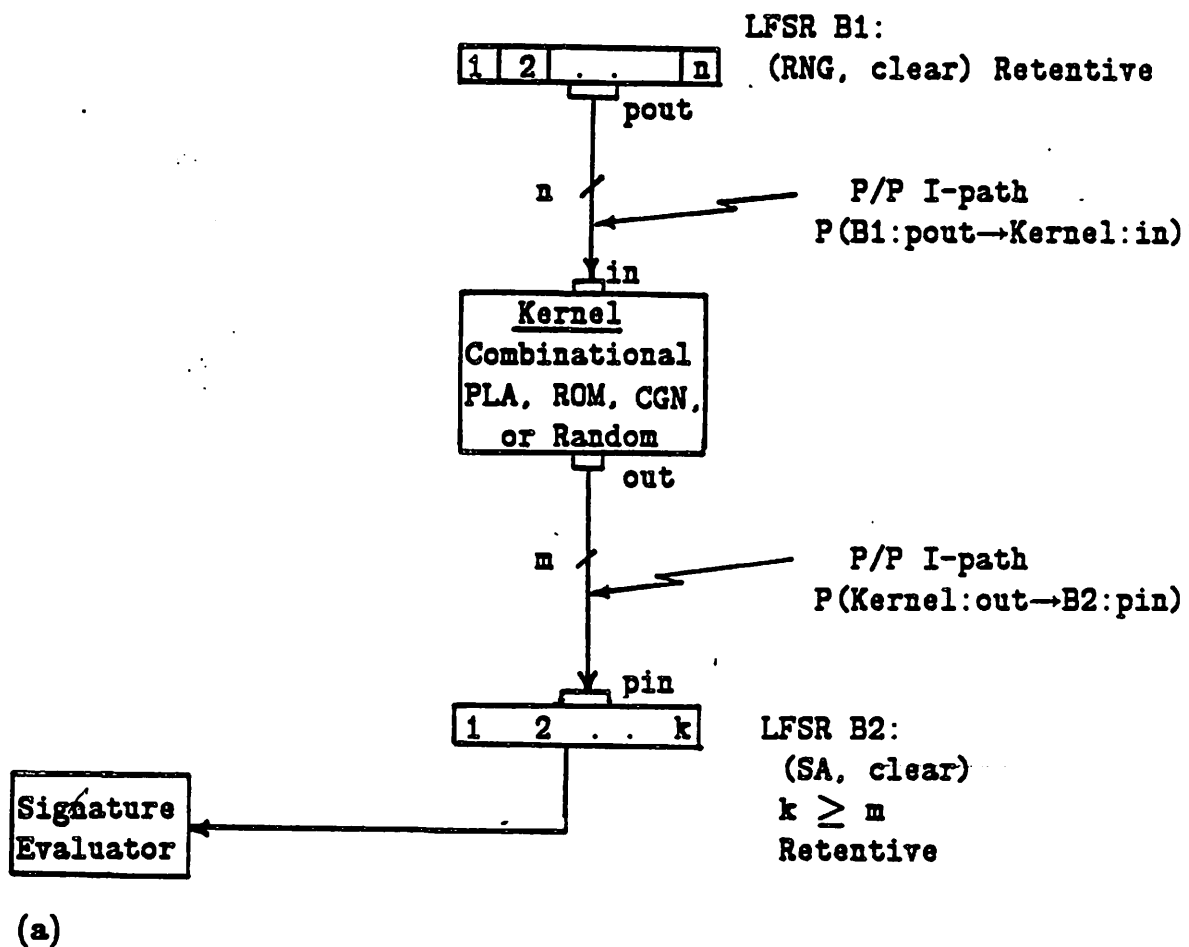 LFSR B1:
(RNG, clear) Retentive
1 2 . . n
pout
n
P/P I-path
P(B1:pout→Kernel:in)
in
Kernel
Combinational
PLA, ROM, CGN,
or Random
out
m
P/P I-path
P(Kernel:out→B2:pin)
pin
1 2 . . k
LFSR B2:
(SA, clear)
k ≥ m
Retentive
Signature
Evaluator
(a)